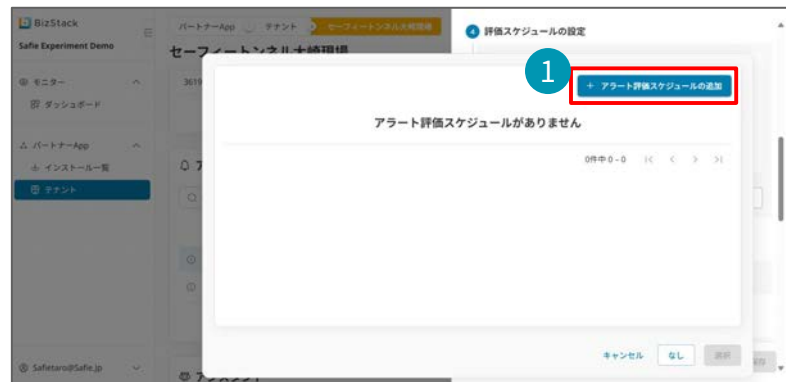 BizStack
Safie Experiment Demo
モニター
ダッシュボード
パートナーApp
インストール一覧
テナント
Safietaro@Safie.jp
パートナーApp テナント セーフィートンネル大崎現場
セーフィートンネル大崎現場
3619
4 評価スケジュールの設定
1
+ アラート評価スケジュールの追加
アラート評価スケジュールがありません
0件中 0 - 0 |< < > >|
キャンセル なし 選択